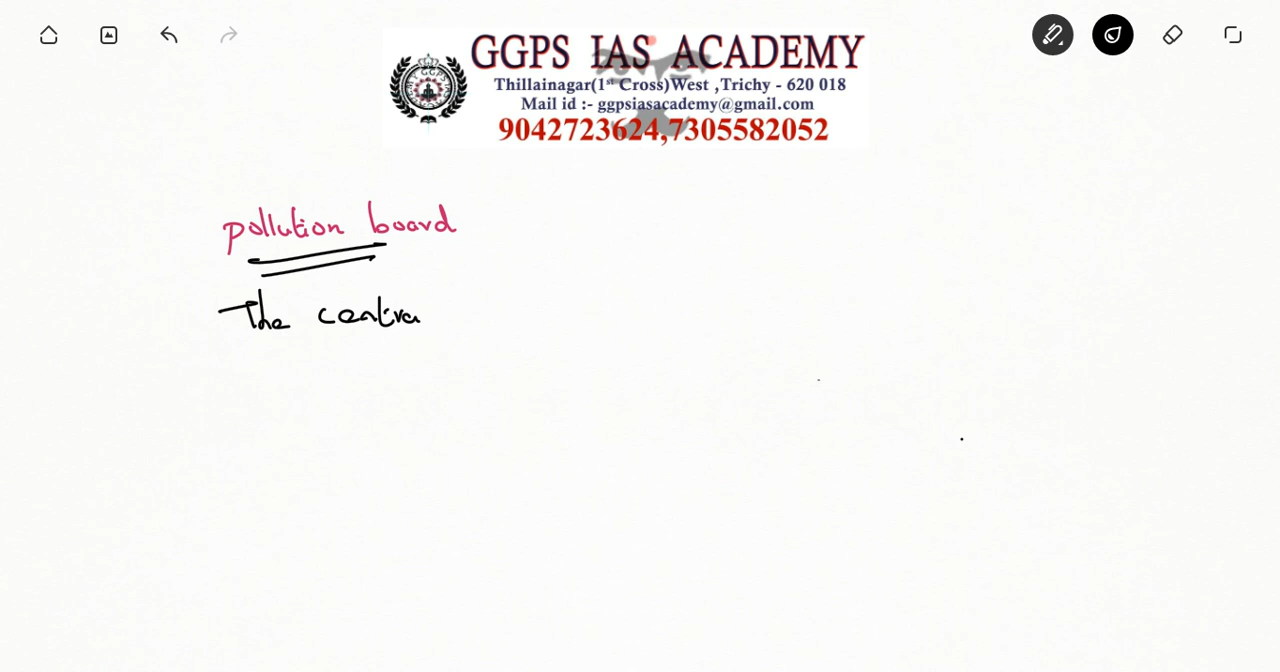 GGPS IAS ACADEMY
Thillainagar(1st Cross)West ,Trichy - 620 018
Mail id :- ggpsiasacademy@gmail.com
9042723624,7305582052
pollution board
The centra